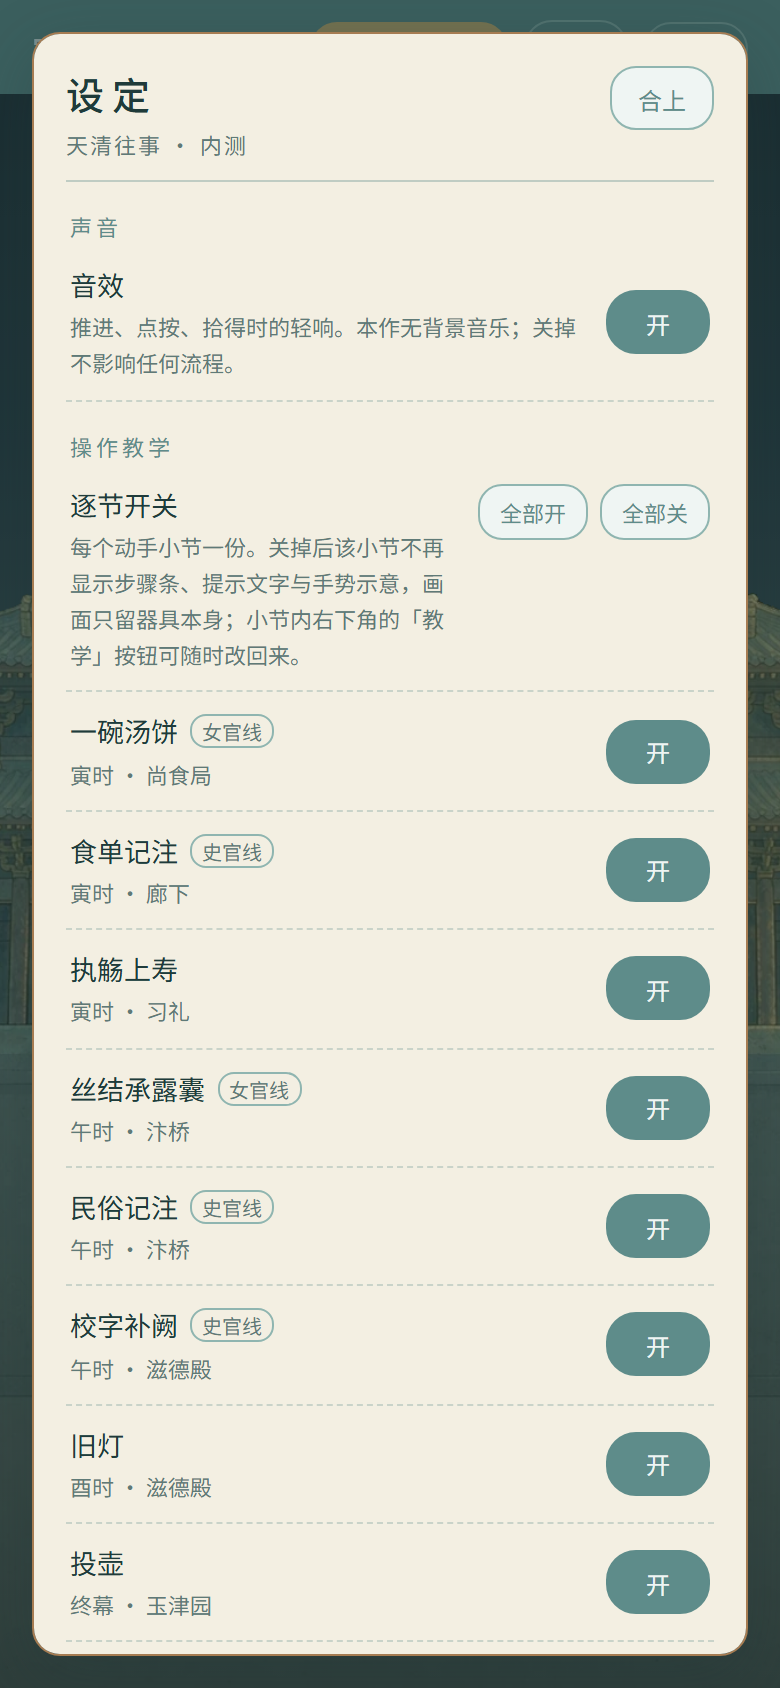 设定
合上
天清往事 · 内测
声音
音效
推进、点按、拾得时的轻响。本作无背景音乐；关掉
不影响任何流程。
开
操作教学
逐节开关
全部开
全部关
每个动手小节一份。关掉后该小节不再
显示步骤条、提示文字与手势示意，画
面只留器具本身；小节内右下角的「教
学」按钮可随时改回来。
一碗汤饼 女官线
寅时 · 尚食局
开
食单记注 史官线
寅时 · 廊下
开
执觞上寿
寅时 · 习礼
开
丝结承露囊 女官线
午时 · 汴桥
开
民俗记注 史官线
午时 · 汴桥
开
校字补阙 史官线
午时 · 滋德殿
开
旧灯
酉时 · 滋德殿
开
投壶
终幕 · 玉津园
开